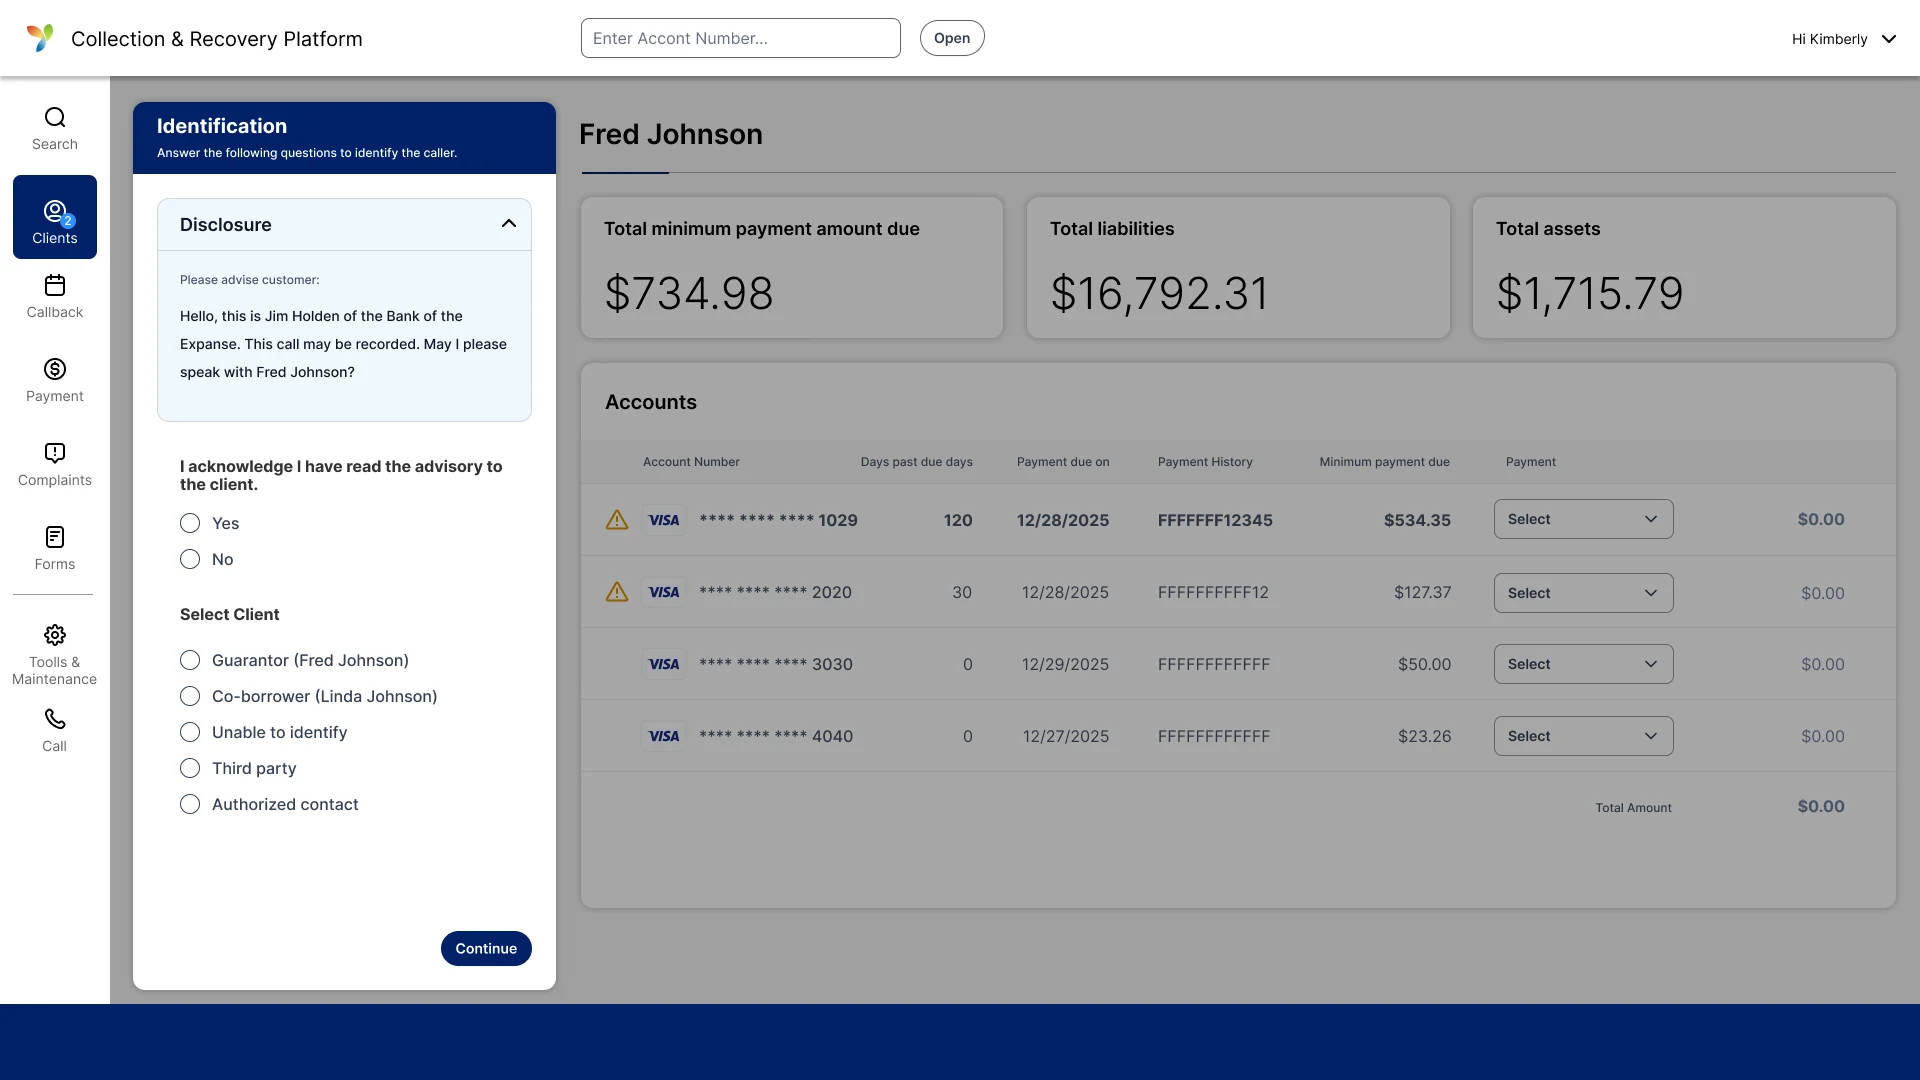 Collection & Recovery Platform
Enter Accont Number...
Open
Hi Kimberly
Search
2
Clients
Callback
Payment
Complaints
Forms
Toolls &
Maintenance
Call
Identification
Answer the following questions to identify the caller.
Disclosure
Please advise customer:
Hello, this is Jim Holden of the Bank of the
Expanse. This call may be recorded. May I please
speak with Fred Johnson?
I acknowledge I have read the advisory to
the client.
Yes
No
Select Client
Guarantor (Fred Johnson)
Co-borrower (Linda Johnson)
Unable to identify
Third party
Authorized contact
Continue
Fred Johnson
Total minimum payment amount due
$734.98
Total liabilities
$16,792.31
Total assets
$1,715.79
Accounts
Account Number Days past due days Payment due on Payment History Minimum payment due Payment
VISA **** **** **** 1029 120 12/28/2025 FFFFFFF12345 $534.35 Select $0.00
VISA **** **** **** 2020 30 12/28/2025 FFFFFFFFFF12 $127.37 Select $0.00
VISA **** **** **** 3030 0 12/29/2025 FFFFFFFFFFFF $50.00 Select $0.00
VISA **** **** **** 4040 0 12/27/2025 FFFFFFFFFFFF $23.26 Select $0.00
Total Amount $0.00